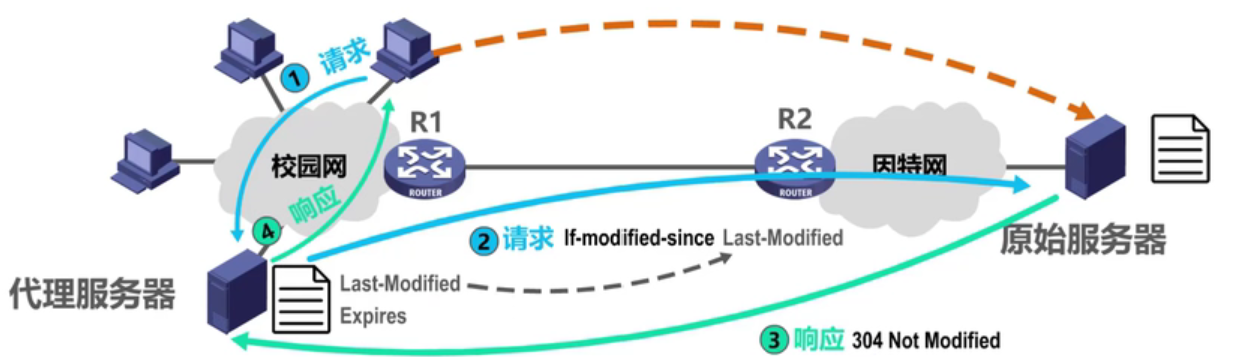 ① 请求
R1
R2
校园网
因特网
ROUTER
ROUTER
④ 响应
② 请求 If-modified-since Last-Modified
原始服务器
代理服务器
Last-Modified
Expires
③ 响应 304 Not Modified